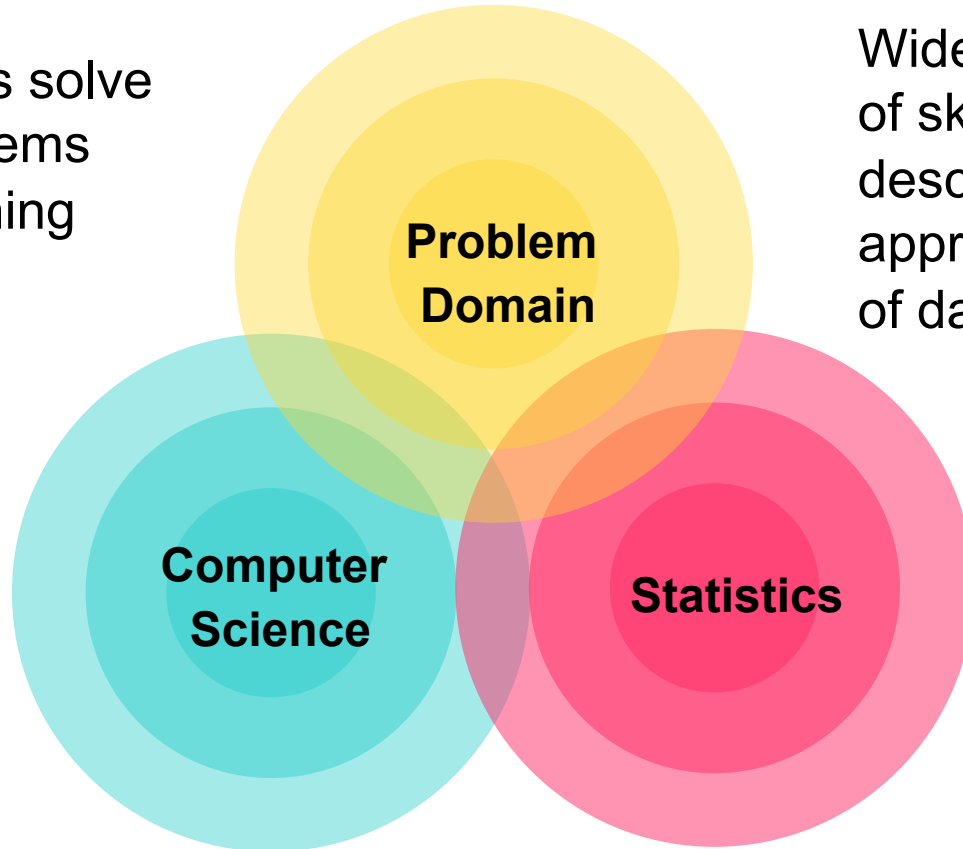 s solve
ems
ning
Wide
of sk
desc
appr
of da
Problem
Domain
Computer
Science
Statistics